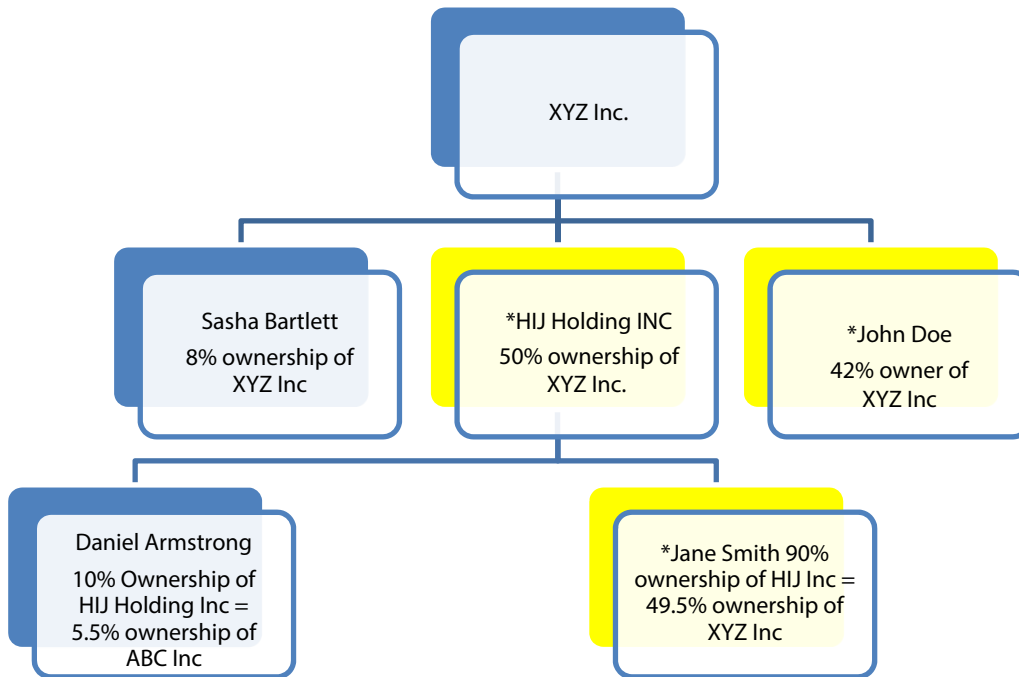 XYZ Inc.
Sasha Bartlett
8% ownership of
XYZ Inc
*HIJ Holding INC
50% ownership of
XYZ Inc.
*John Doe
42% owner of
XYZ Inc
Daniel Armstrong
10% Ownership of
HIJ Holding Inc =
5.5% ownership of
ABC Inc
*Jane Smith 90%
ownership of HIJ Inc =
49.5% ownership of
XYZ Inc